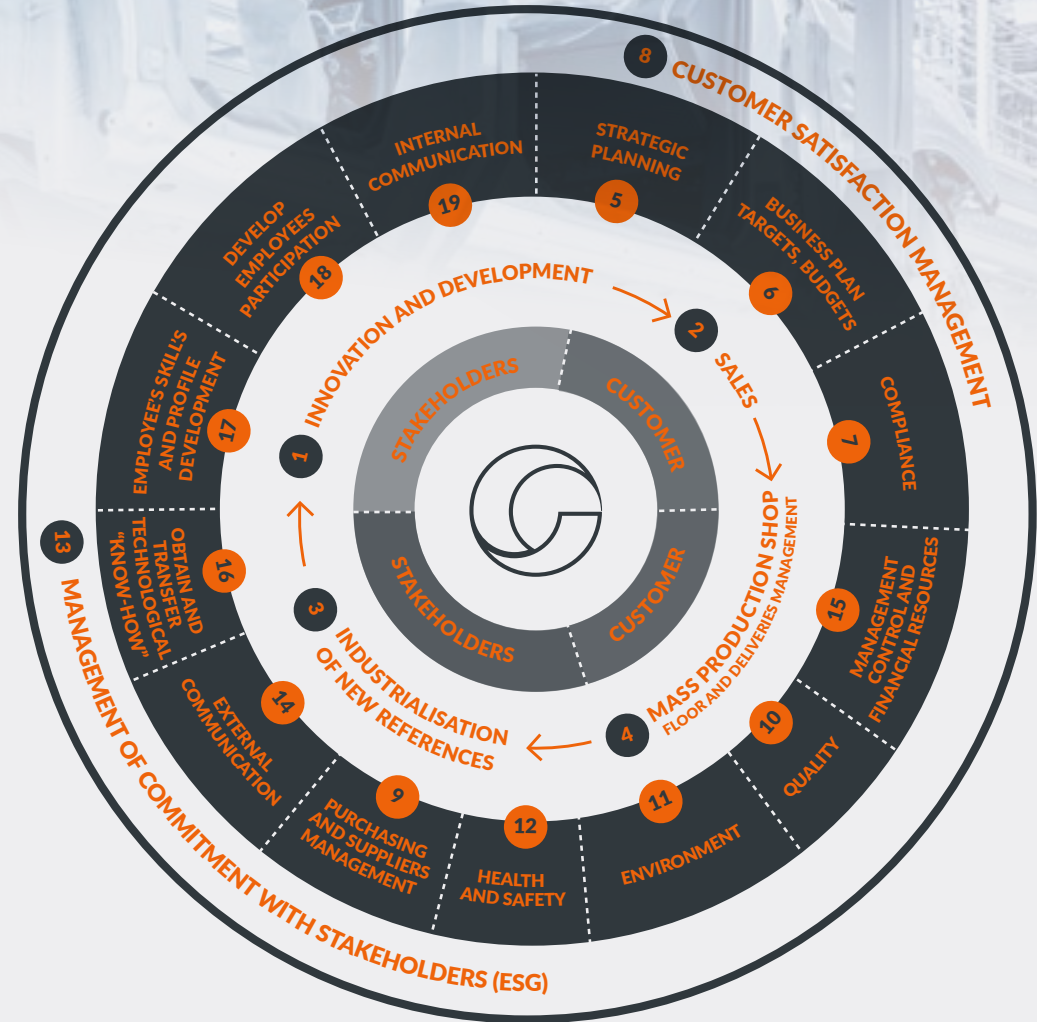 8
CUSTOMER SATISFACTION MANAGEMENT
13
MANAGEMENT OF COMMITMENT WITH STAKEHOLDERS (ESG)
STRATEGIC
PLANNING
5
BUSINESS PLAN
TARGETS, BUDGETS
6
COMPLIANCE
7
MANAGEMENT
CONTROL AND
FINANCIAL RESOURCES
15
QUALITY
10
ENVIRONMENT
11
12
HEALTH
AND SAFETY
9
PURCHASING
AND SUPPLIERS
MANAGEMENT
14
EXTERNAL
COMMUNICATION
16
OBTAIN AND
TRANSFER
TECHNOLOGICAL
"KNOW-HOW"
EMPLOYEE'S SKILL'S
AND PROFILE
DEVELOPMENT
17
DEVELOP
EMPLOYEES
PARTICIPATION
18
INTERNAL
COMMUNICATION
19
1
INNOVATION AND DEVELOPMENT
2
SALES
4
MASS PRODUCTION SHOP
FLOOR AND DELIVERIES MANAGEMENT
3
INDUSTRIALISATION
OF NEW REFERENCES
STAKEHOLDERS
CUSTOMER
STAKEHOLDERS
CUSTOMER